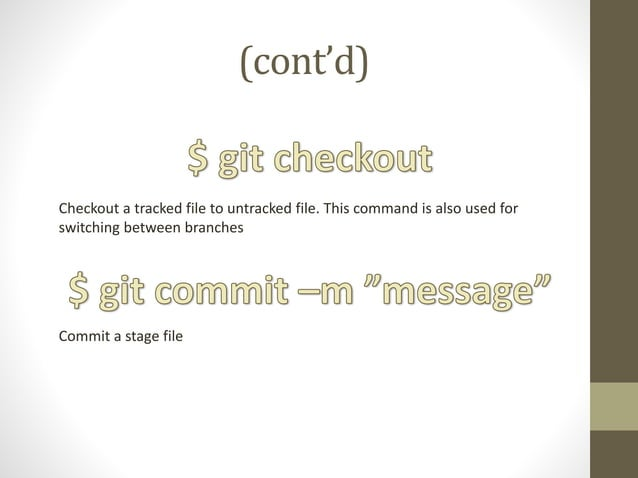 (cont’d)
$ git checkout
Checkout a tracked file to untracked file. This command is also used for
switching between branches
$ git commit –m ”message”
Commit a stage file